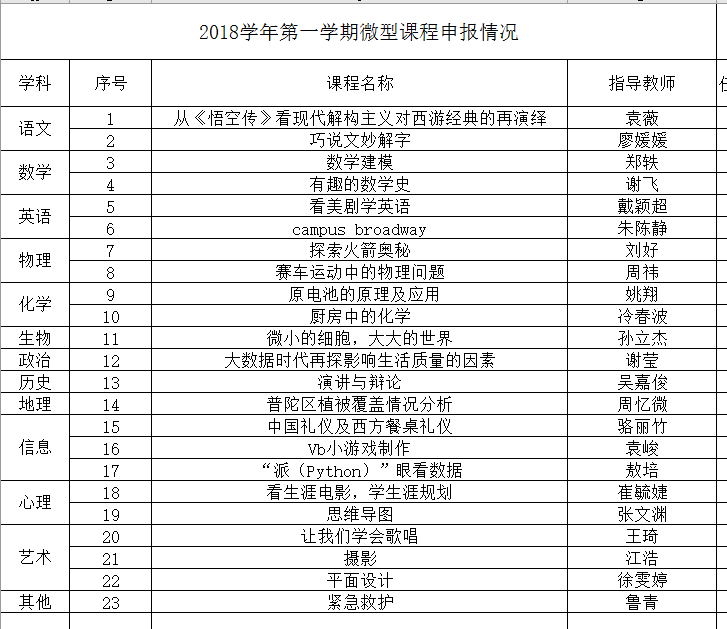 2018学年第一学期微型课程申报情况
学科 序号 课程名称 指导教师
语文 1 从《悟空传》看现代解构主义对西游经典的再演绎 袁薇
2 巧说文妙解字 廖媛媛
数学 3 数学建模 郑轶
4 有趣的数学史 谢飞
英语 5 看美剧学英语 戴颖超
6 campus broadway 朱陈静
物理 7 探索火箭奥秘 刘好
8 赛车运动中的物理问题 周祎
化学 9 原电池的原理及应用 姚翔
10 厨房中的化学 冷春波
生物 11 微小的细胞，大大的世界 孙立杰
政治 12 大数据时代再探影响生活质量的因素 谢莹
历史 13 演讲与辩论 吴嘉俊
地理 14 普陀区植被覆盖情况分析 周忆微
信息 15 中国礼仪及西方餐桌礼仪 骆丽竹
16 Vb小游戏制作 袁峻
17 “派（Python）”眼看数据 敖培
心理 18 看生涯电影，学生涯规划 崔毓婕
19 思维导图 张文渊
艺术 20 让我们学会歌唱 王琦
21 摄影 江浩
22 平面设计 徐雯婷
其他 23 紧急救护 鲁青